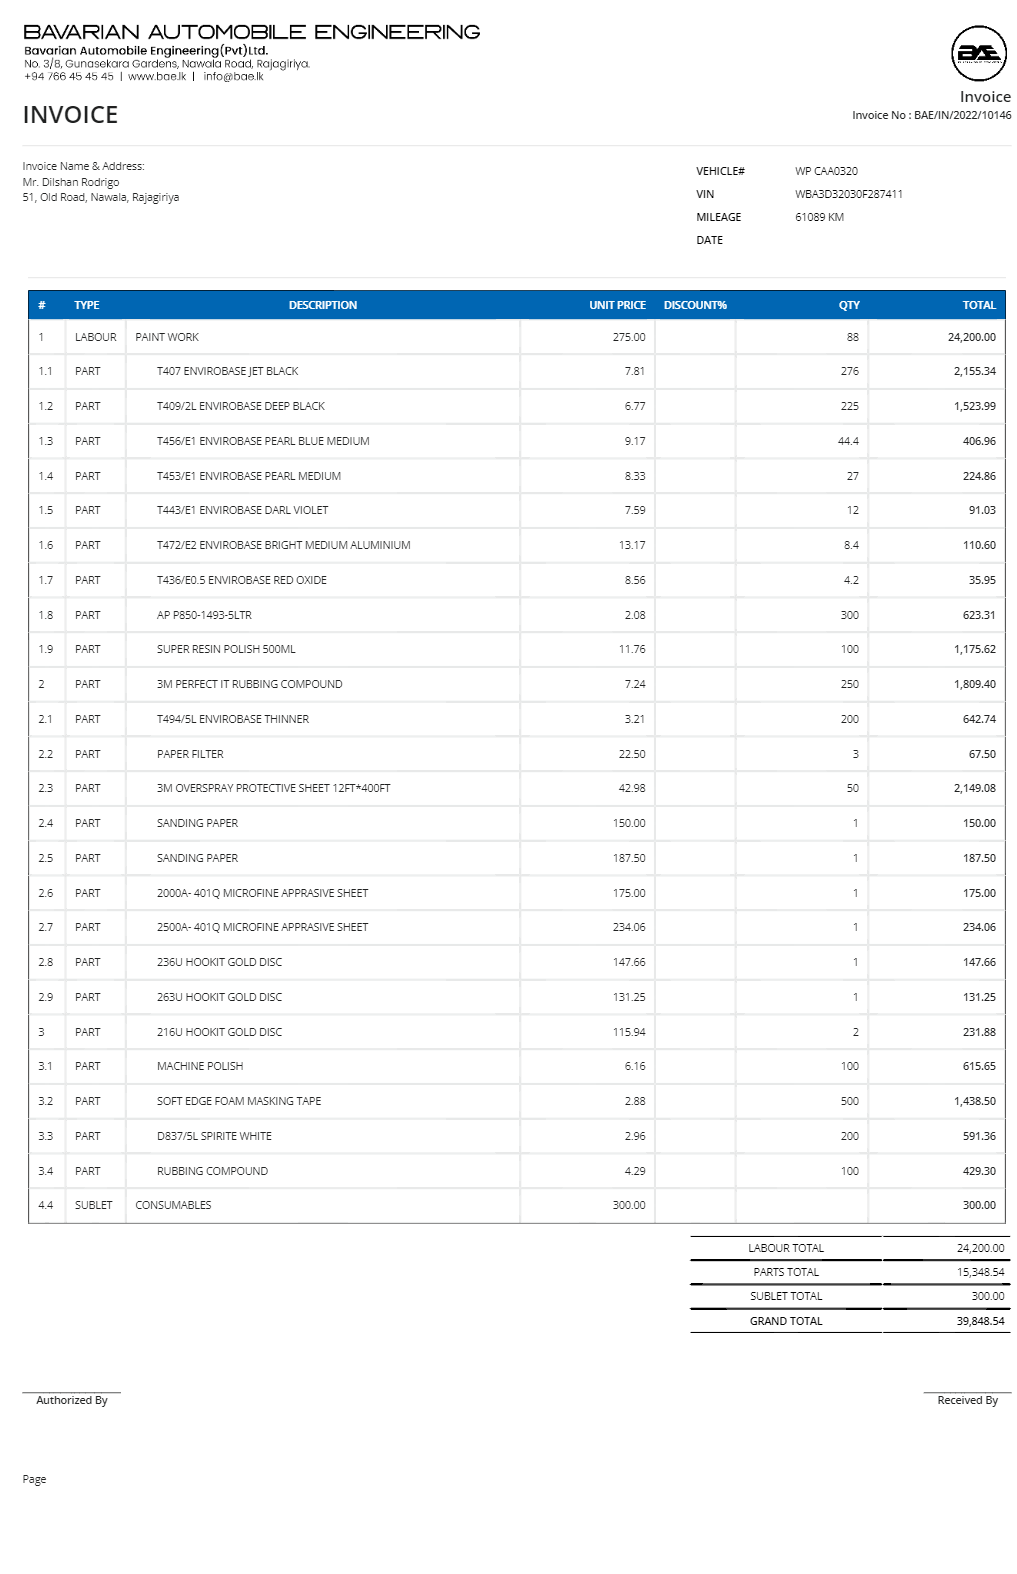 BAVARIAN AUTOMOBILE ENGINEERING
Bavarian Automobile Engineering(Pvt)Ltd.
No. 3/8, Gunasekara Gardens, Nawala Road, Rajagiriya.
+94 766 45 45 45 | www.bae.lk | info@bae.lk
BAE
Invoice
INVOICE
Invoice No : BAE/IN/2022/10146
Invoice Name & Address:
Mr. Dilshan Rodrigo
51, Old Road, Nawala, Rajagiriya
VEHICLE# WP CAA0320
VIN WBA3D32030F287411
MILEAGE 61089 KM
DATE
# TYPE DESCRIPTION UNIT PRICE DISCOUNT% QTY TOTAL
1 LABOUR PAINT WORK 275.00 88 24,200.00
1.1 PART T407 ENVIROBASE JET BLACK 7.81 276 2,155.34
1.2 PART T409/2L ENVIROBASE DEEP BLACK 6.77 225 1,523.99
1.3 PART T456/E1 ENVIROBASE PEARL BLUE MEDIUM 9.17 44.4 406.96
1.4 PART T453/E1 ENVIROBASE PEARL MEDIUM 8.33 27 224.86
1.5 PART T443/E1 ENVIROBASE DARL VIOLET 7.59 12 91.03
1.6 PART T472/E2 ENVIROBASE BRIGHT MEDIUM ALUMINIUM 13.17 8.4 110.60
1.7 PART T436/E0.5 ENVIROBASE RED OXIDE 8.56 4.2 35.95
1.8 PART AP P850-1493-5LTR 2.08 300 623.31
1.9 PART SUPER RESIN POLISH 500ML 11.76 100 1,175.62
2 PART 3M PERFECT IT RUBBING COMPOUND 7.24 250 1,809.40
2.1 PART T494/5L ENVIROBASE THINNER 3.21 200 642.74
2.2 PART PAPER FILTER 22.50 3 67.50
2.3 PART 3M OVERSPRAY PROTECTIVE SHEET 12FT*400FT 42.98 50 2,149.08
2.4 PART SANDING PAPER 150.00 1 150.00
2.5 PART SANDING PAPER 187.50 1 187.50
2.6 PART 2000A- 401Q MICROFINE APPRASIVE SHEET 175.00 1 175.00
2.7 PART 2500A- 401Q MICROFINE APPRASIVE SHEET 234.06 1 234.06
2.8 PART 236U HOOKIT GOLD DISC 147.66 1 147.66
2.9 PART 263U HOOKIT GOLD DISC 131.25 1 131.25
3 PART 216U HOOKIT GOLD DISC 115.94 2 231.88
3.1 PART MACHINE POLISH 6.16 100 615.65
3.2 PART SOFT EDGE FOAM MASKING TAPE 2.88 500 1,438.50
3.3 PART D837/5L SPIRITE WHITE 2.96 200 591.36
3.4 PART RUBBING COMPOUND 4.29 100 429.30
4.4 SUBLET CONSUMABLES 300.00 300.00
LABOUR TOTAL 24,200.00
PARTS TOTAL 15,348.54
SUBLET TOTAL 300.00
GRAND TOTAL 39,848.54
Authorized By Received By
Page